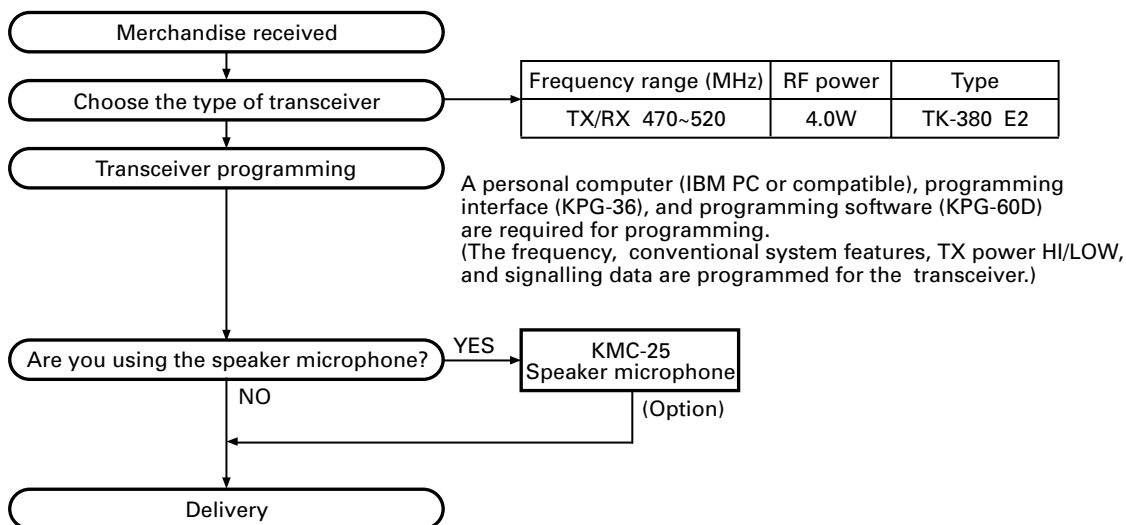 Merchandise received
Choose the type of transceiver
Frequency range (MHz) RF power Type
TX/RX 470~520 4.0W TK-380 E2
Transceiver programming
A personal computer (IBM PC or compatible), programming
interface (KPG-36), and programming software (KPG-60D)
are required for programming.
(The frequency, conventional system features, TX power HI/LOW,
and signalling data are programmed for the transceiver.)
Are you using the speaker microphone?
YES
KMC-25
Speaker microphone
NO
(Option)
Delivery